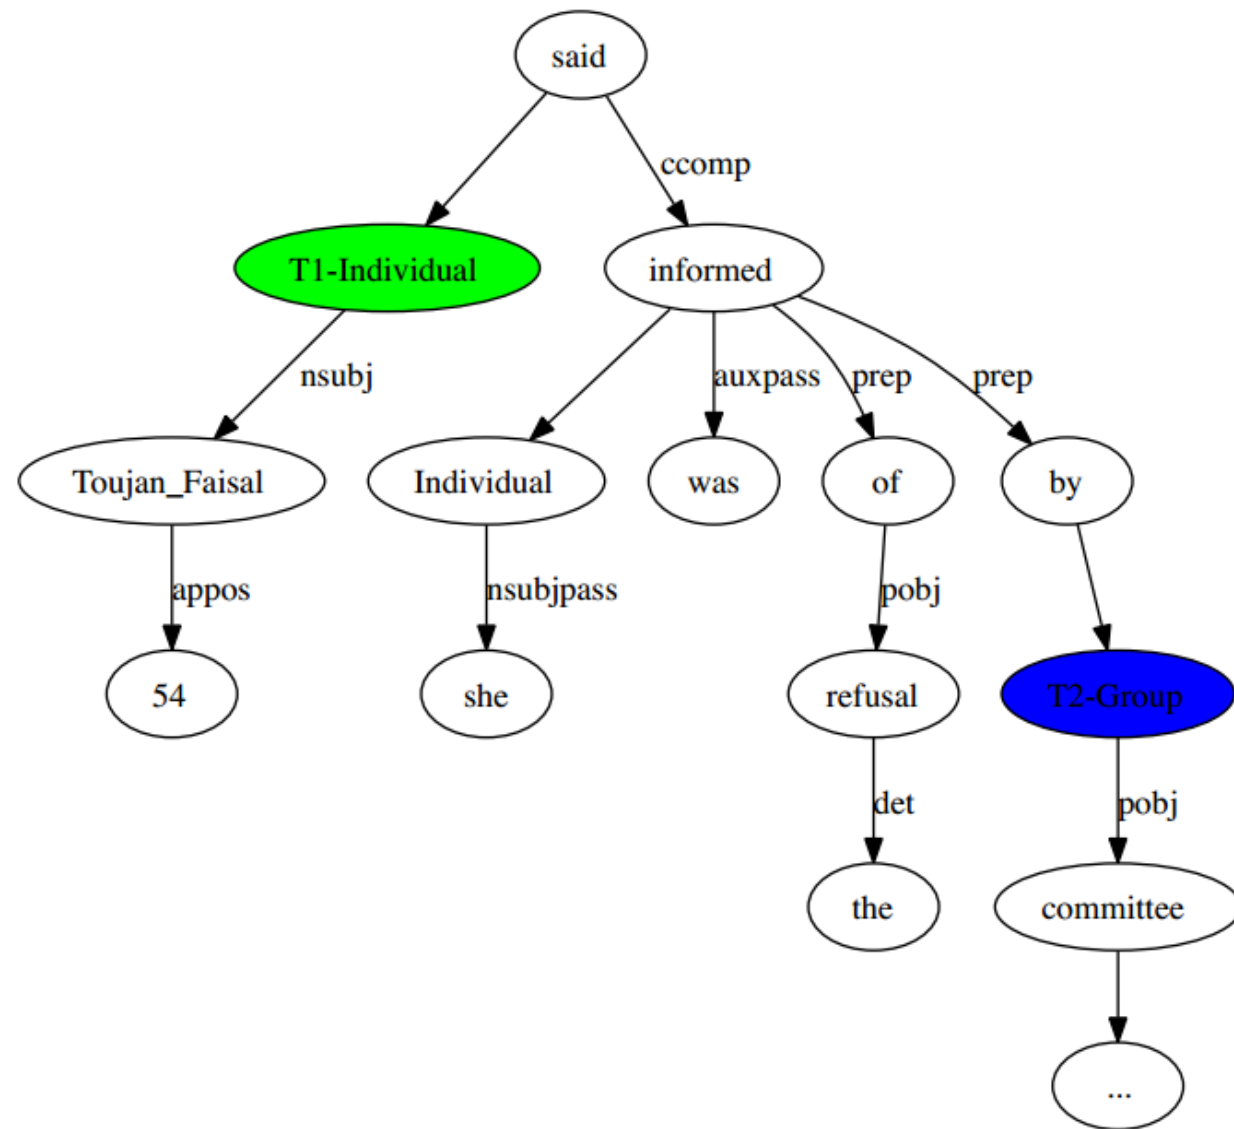 said
ccomp
T1-Individual
informed
nsubj
auxpass
prep
prep
Toujan_Faisal
Individual
was
of
by
appos
nsubjpass
pobj
54
she
refusal
T2-Group
det
pobj
the
committee
...